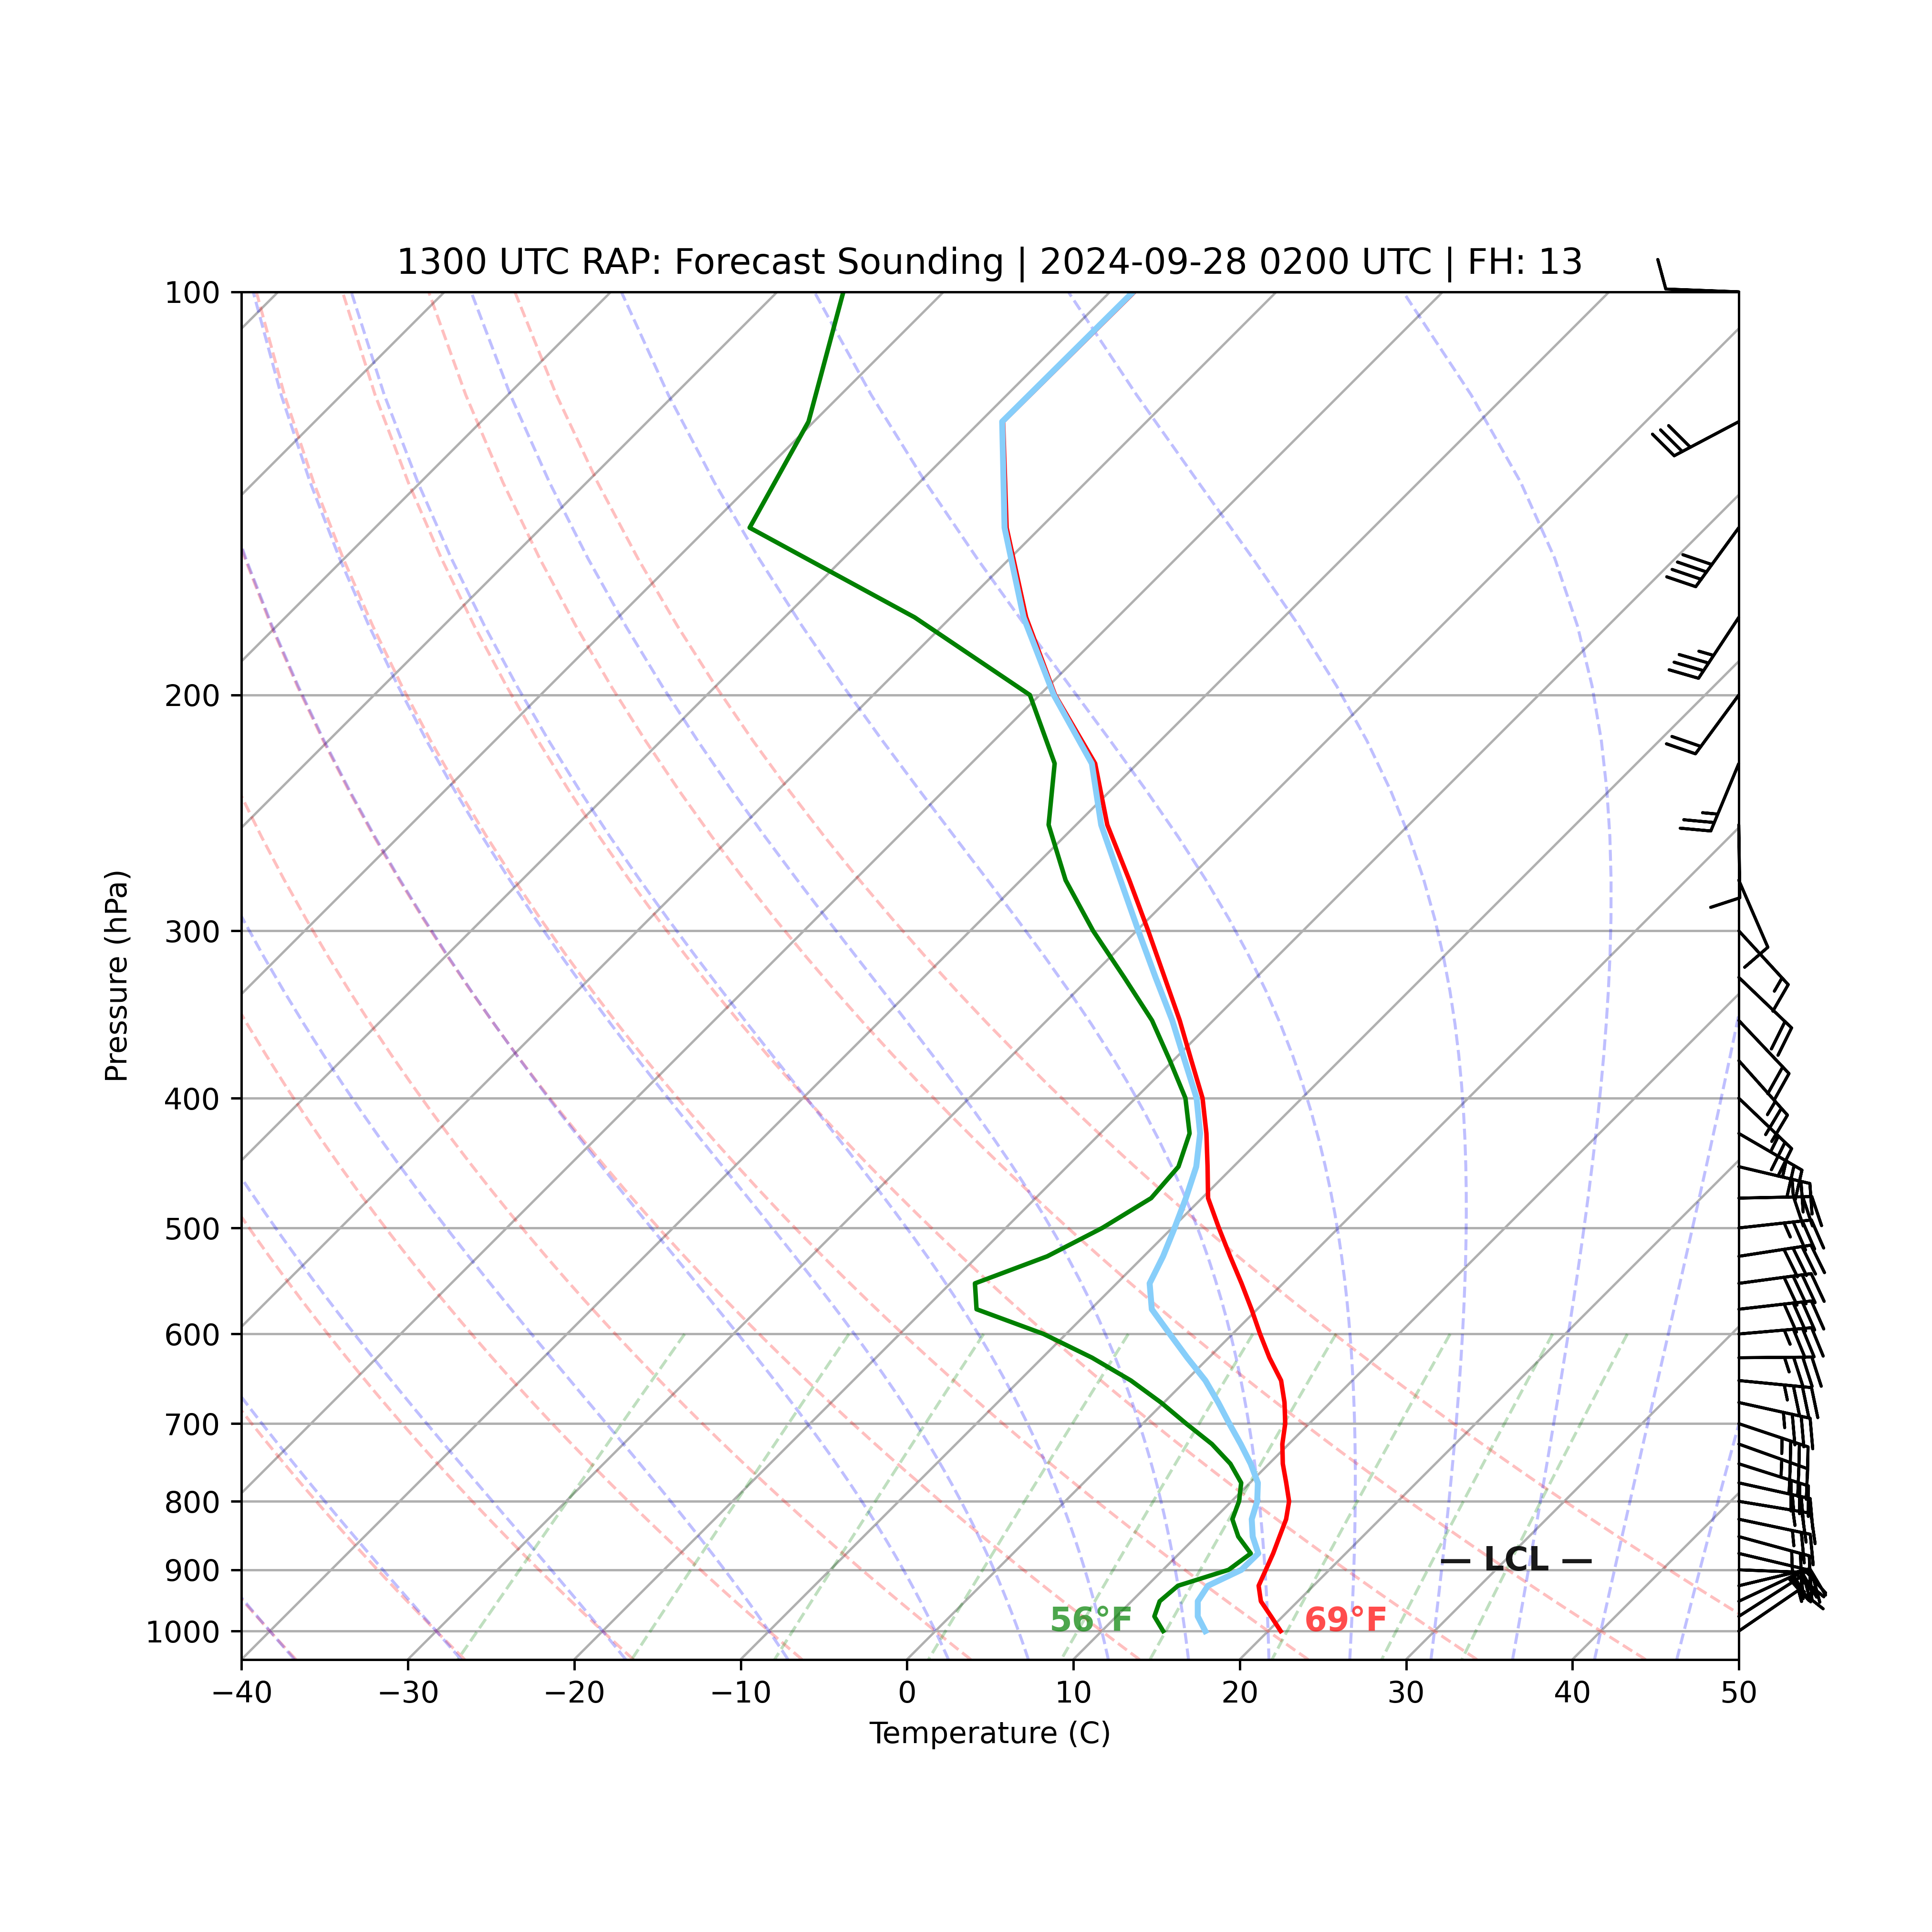 1300 UTC RAP: Forecast Sounding | 2024-09-28 0200 UTC | FH: 13
100
200
300
400
500
600
700
800
900
1000
Pressure (hPa)
— LCL —
56°F
69°F
−40 −30 −20 −10 0 10 20 30 40 50
Temperature (C)